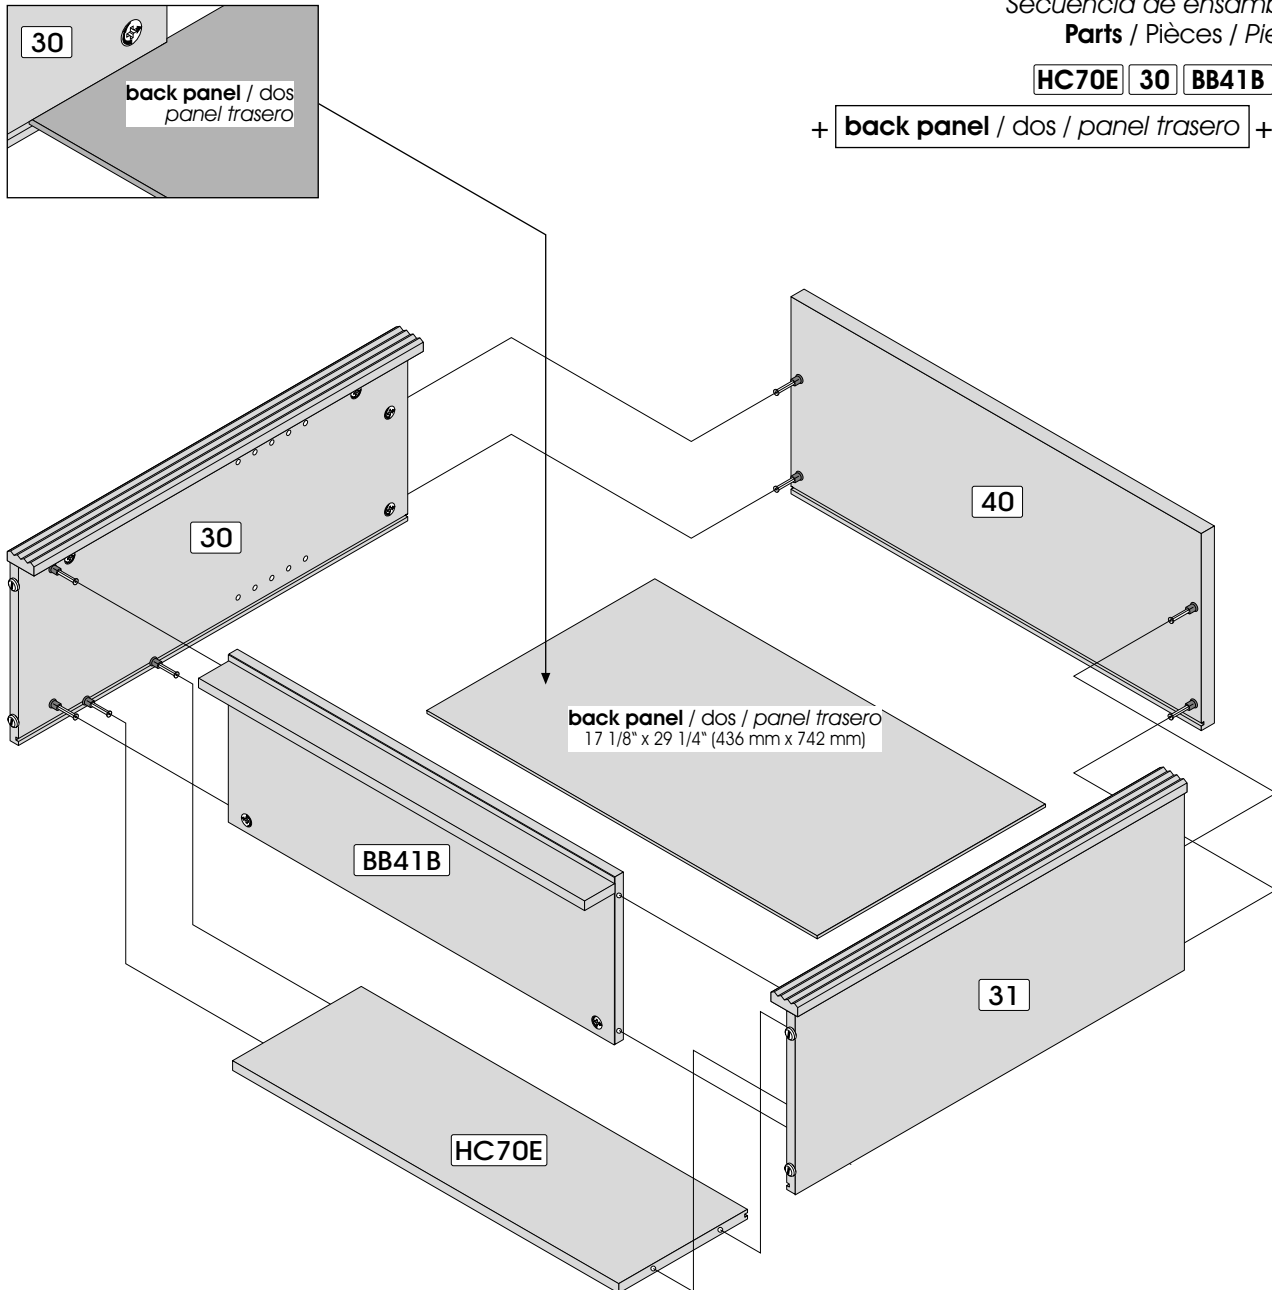 Secuencia de ensamb
Parts / Pièces / Pie
HC70E 30 BB41B
+ back panel / dos / panel trasero +
30
back panel / dos
panel trasero
30
40
back panel / dos / panel trasero
17 1/8“ x 29 1/4“ (436 mm x 742 mm)
BB41B
31
HC70E